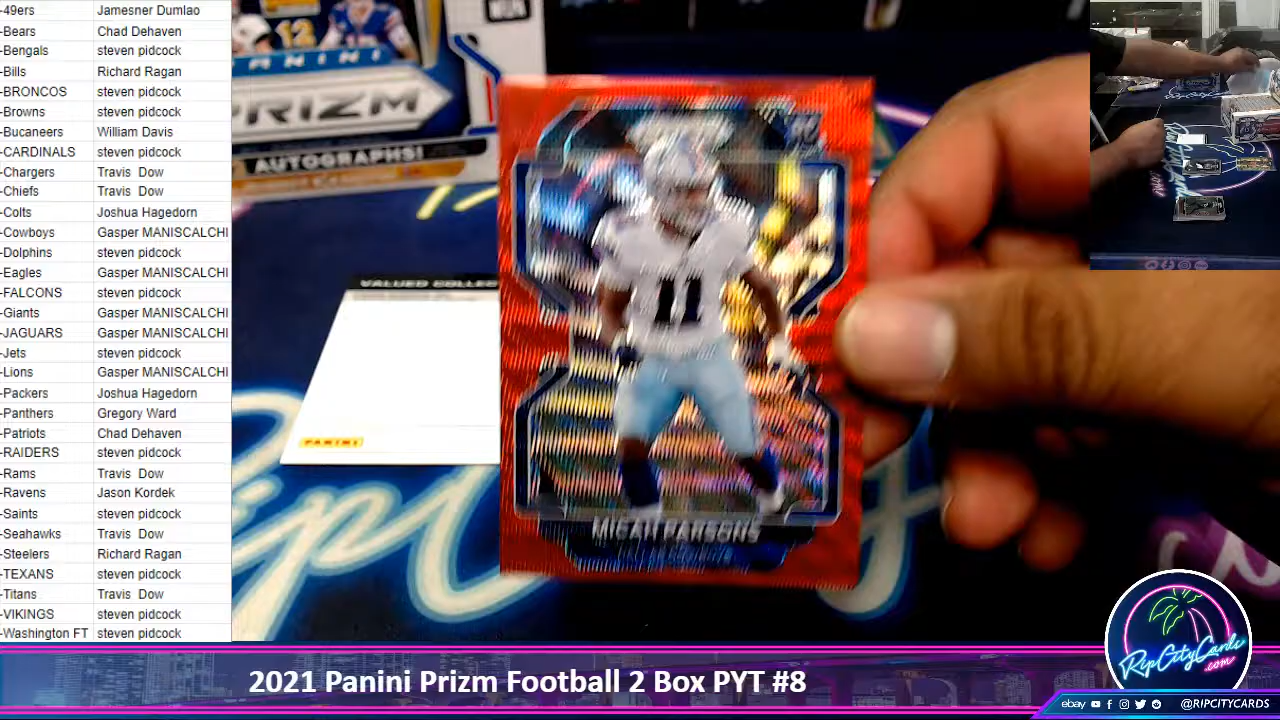 -49ers Jamesner Dumlao
-Bears Chad Dehaven
-Bengals steven pidcock
-Bills Richard Ragan
-BRONCOS steven pidcock
-Browns steven pidcock
-Bucaneers William Davis
-CARDINALS steven pidcock
-Chargers Travis Dow
-Chiefs Travis Dow
-Colts Joshua Hagedorn
-Cowboys Gasper MANISCALCHI
-Dolphins steven pidcock
-Eagles Gasper MANISCALCHI
-FALCONS steven pidcock
-Giants Gasper MANISCALCHI
-JAGUARS Gasper MANISCALCHI
-Jets steven pidcock
-Lions Gasper MANISCALCHI
-Packers Joshua Hagedorn
-Panthers Gregory Ward
-Patriots Chad Dehaven
-RAIDERS steven pidcock
-Rams Travis Dow
-Ravens Jason Kordek
-Saints steven pidcock
-Seahawks Travis Dow
-Steelers Richard Ragan
-TEXANS steven pidcock
-Titans Travis Dow
-VIKINGS steven pidcock
-Washington FT steven pidcock
12
PANINI
PRIZM
AUTOGRAPHS!
VALUED COLLEC
PANINI
RC
11
MICAH PARSONS
RipCityCards
.com
2021 Panini Prizm Football 2 Box PYT #8
ebay @RIPCITYCARDS